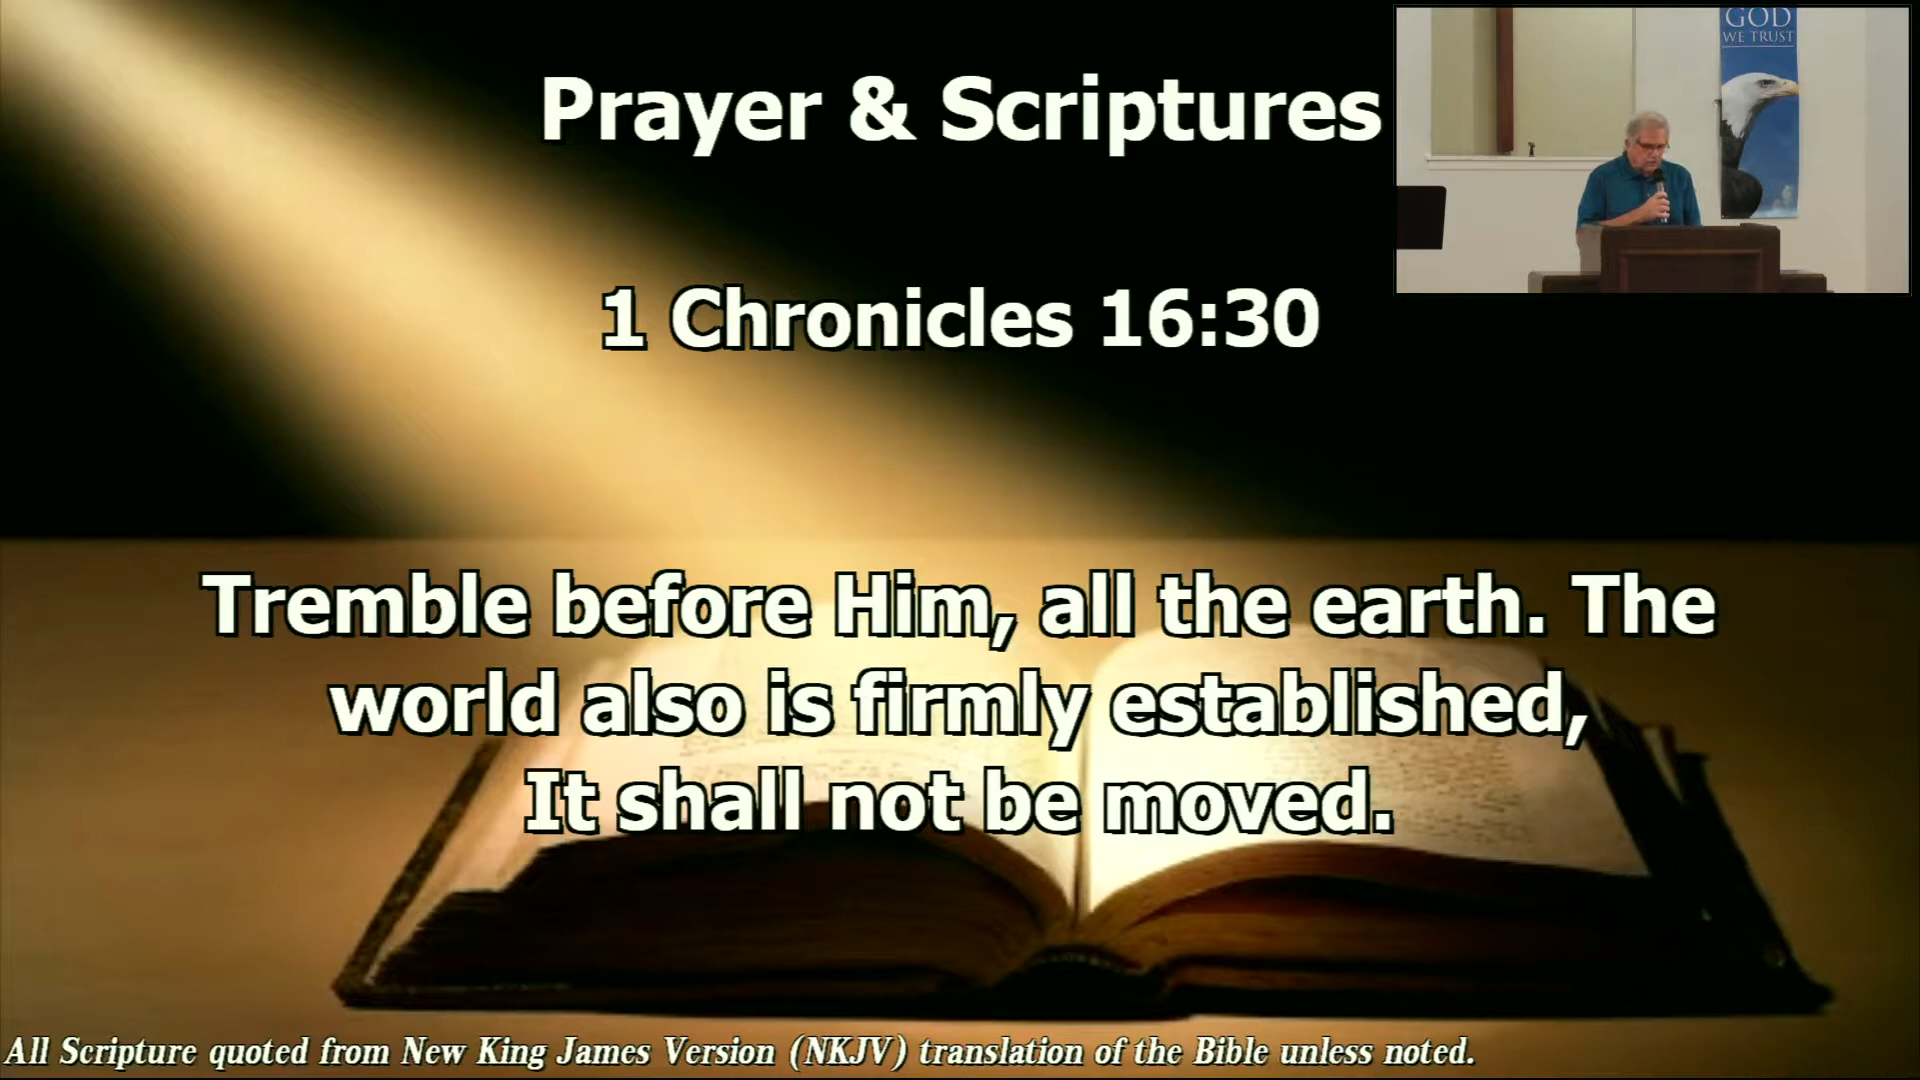 Prayer & Scriptures
GOD
WE TRUST
1 Chronicles 16:30
Tremble before Him, all the earth. The
world also is firmly established,
It shall not be moved.
All Scripture quoted from New King James Version (NKJV) translation of the Bible unless noted.